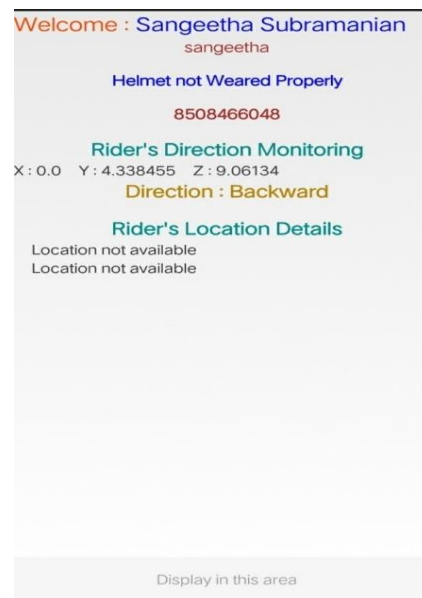 Welcome : Sangeetha Subramanian
sangeetha
Helmet not Weared Properly
8508466048
Rider's Direction Monitoring
X : 0.0 Y : 4.338455 Z : 9.06134
Direction : Backward
Rider's Location Details
Location not available
Location not available
Display in this area